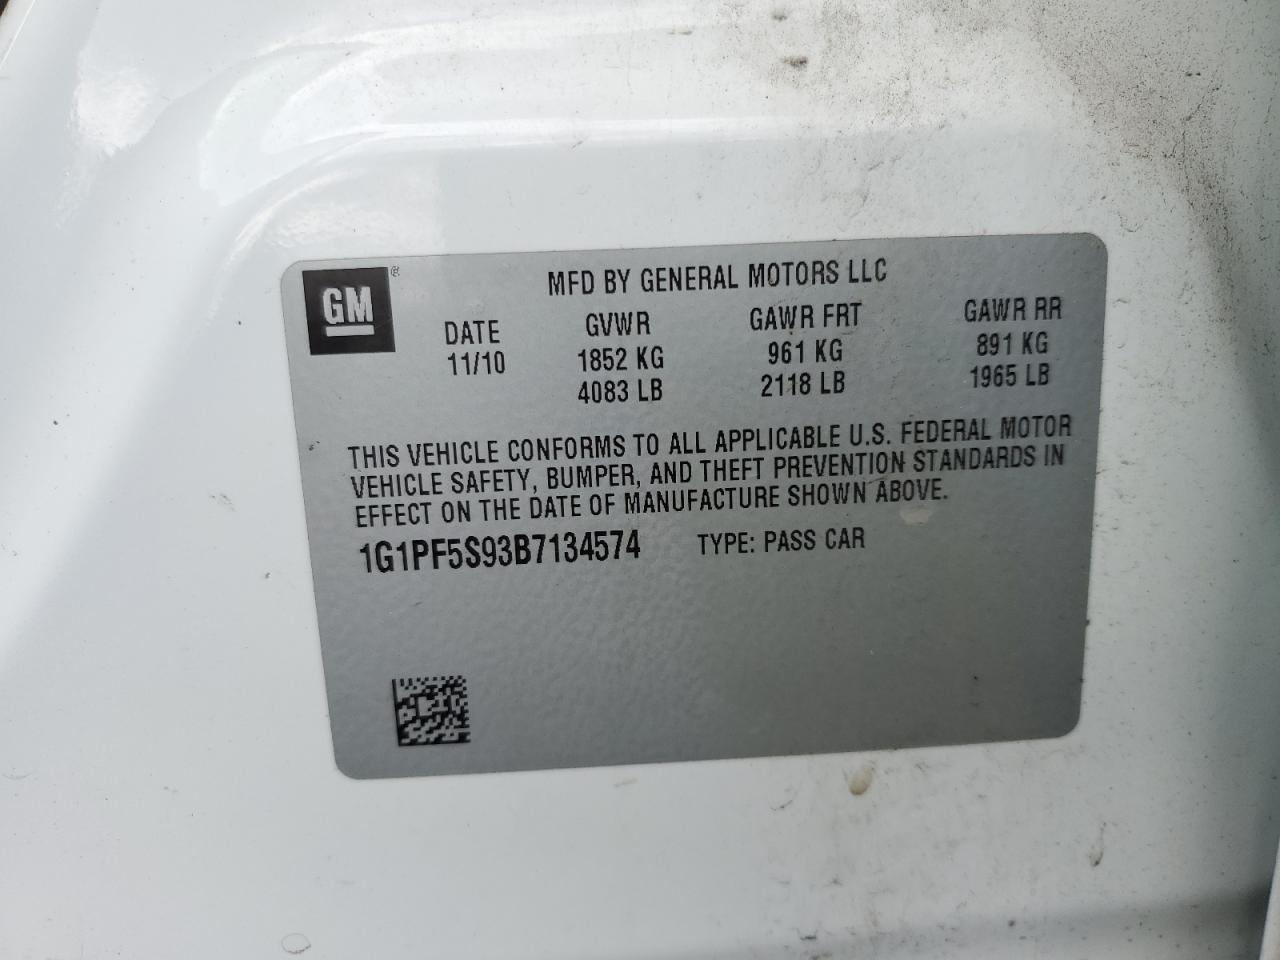 GM ®
MFD BY GENERAL MOTORS LLC
DATE GVWR GAWR FRT GAWR RR
11/10 1852 KG 961 KG 891 KG
4083 LB 2118 LB 1965 LB
THIS VEHICLE CONFORMS TO ALL APPLICABLE U.S. FEDERAL MOTOR
VEHICLE SAFETY, BUMPER, AND THEFT PREVENTION STANDARDS IN
EFFECT ON THE DATE OF MANUFACTURE SHOWN ABOVE.
1G1PF5S93B7134574 TYPE: PASS CAR